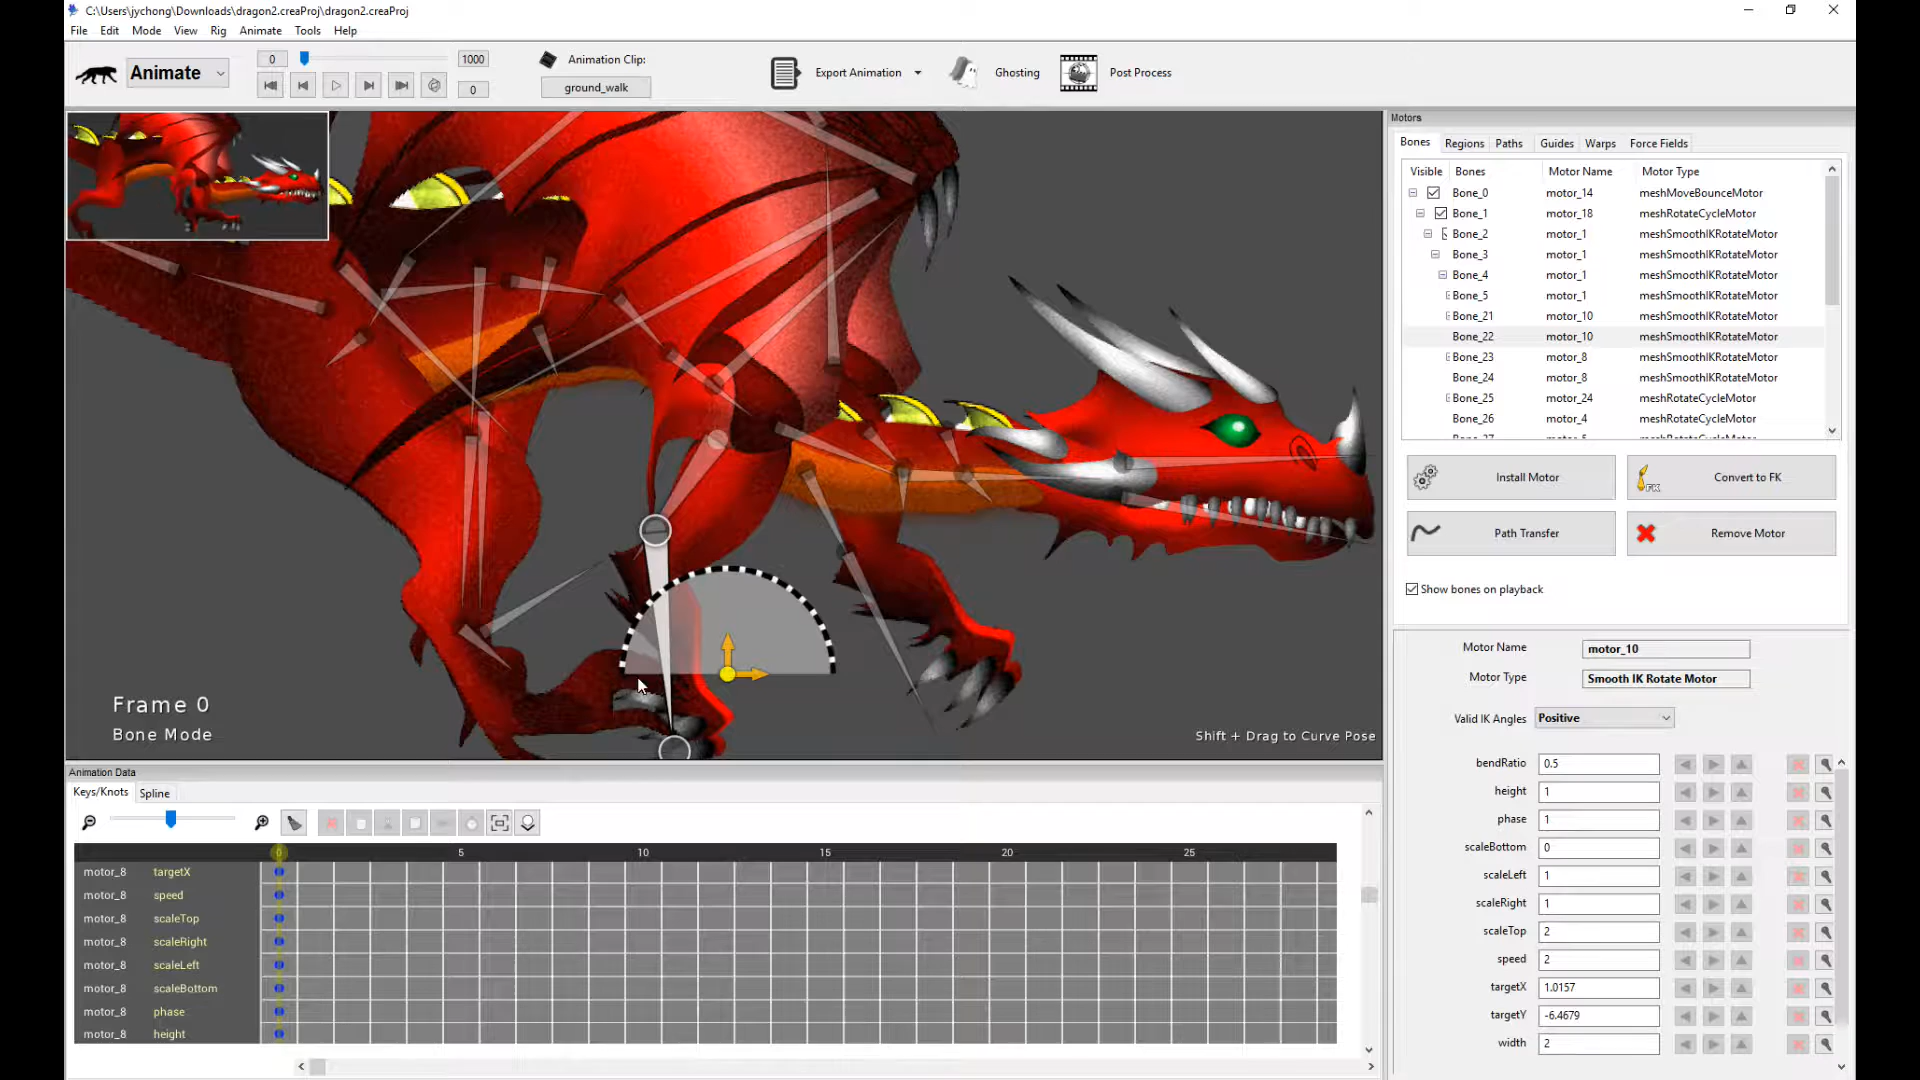 C:\Users\jychong\Downloads\dragon2.creaProj\dragon2.creaProj
File Edit Mode View Rig Animate Tools Help
Animate
0 1000
0
Animation Clip:
ground_walk
Export Animation
Ghosting
Post Process
Frame 0
Bone Mode
Shift + Drag to Curve Pose
Motors
Bones Regions Paths Guides Warps Force Fields
Visible Bones Motor Name Motor Type
Bone_0 motor_14 meshMoveBounceMotor
Bone_1 motor_18 meshRotateCycleMotor
Bone_2 motor_1 meshSmoothIKRotateMotor
Bone_3 motor_1 meshSmoothIKRotateMotor
Bone_4 motor_1 meshSmoothIKRotateMotor
Bone_5 motor_1 meshSmoothIKRotateMotor
Bone_21 motor_10 meshSmoothIKRotateMotor
Bone_22 motor_10 meshSmoothIKRotateMotor
Bone_23 motor_8 meshSmoothIKRotateMotor
Bone_24 motor_8 meshSmoothIKRotateMotor
Bone_25 motor_24 meshRotateCycleMotor
Bone_26 motor_4 meshRotateCycleMotor
Install Motor
FK Convert to FK
Path Transfer
Remove Motor
Show bones on playback
Motor Name motor_10
Motor Type Smooth IK Rotate Motor
Valid IK Angles Positive
bendRatio 0.5
height 1
phase 1
scaleBottom 0
scaleLeft 1
scaleRight 1
scaleTop 2
speed 2
targetX 1.0157
targetY -6.4679
width 2
Animation Data
Keys/Knots Spline
0 5 10 15 20 25
motor_8 targetX
motor_8 speed
motor_8 scaleTop
motor_8 scaleRight
motor_8 scaleLeft
motor_8 scaleBottom
motor_8 phase
motor_8 height